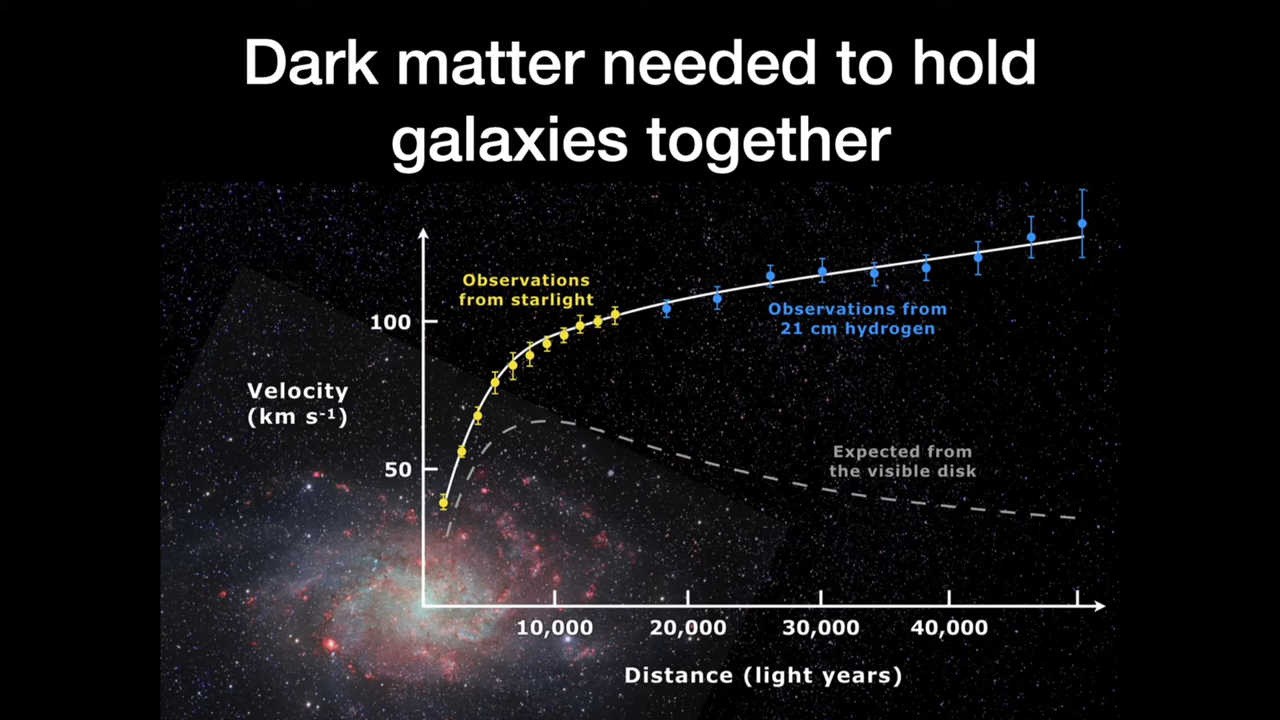 Dark matter needed to hold
galaxies together
Observations
from starlight
100
Observations from
21 cm hydrogen
Velocity
(km s-1)
50
Expected from
the visible disk
10,000 20,000 30,000 40,000
Distance (light years)